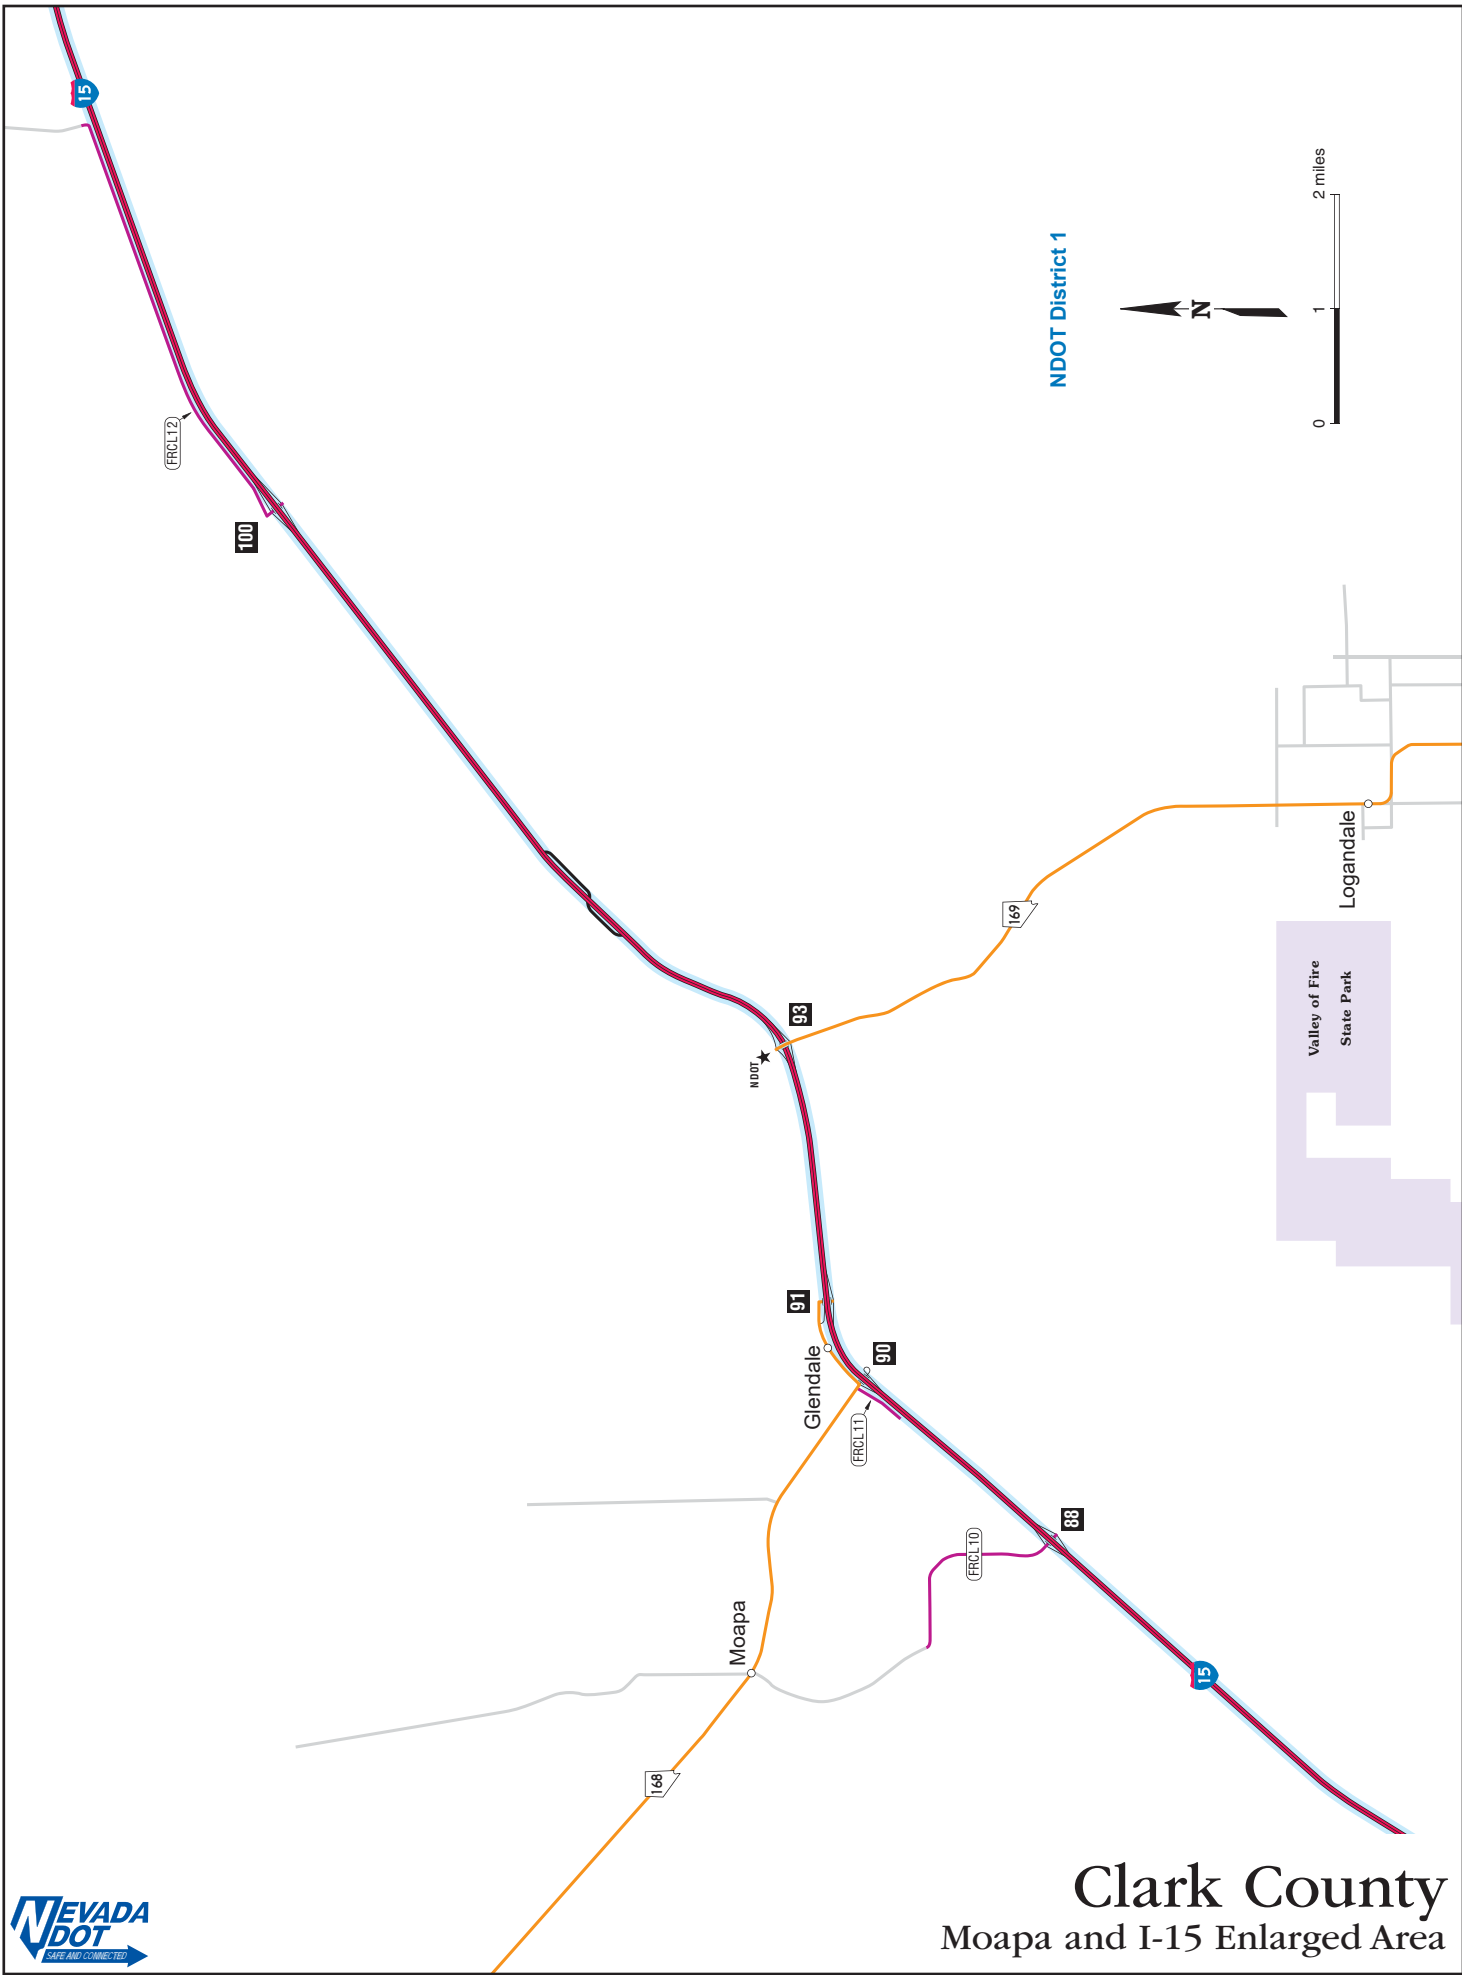 15
FRCL12
100
NDOT District 1
N
0 1 2 miles
169
Logandale
Valley of Fire
State Park
93
NDOT
91
Glendale
90
FRCL11
88
FRCL10
Moapa
168
15
NEVADA
DOT
SAFE AND CONNECTED
Clark County
Moapa and I-15 Enlarged Area